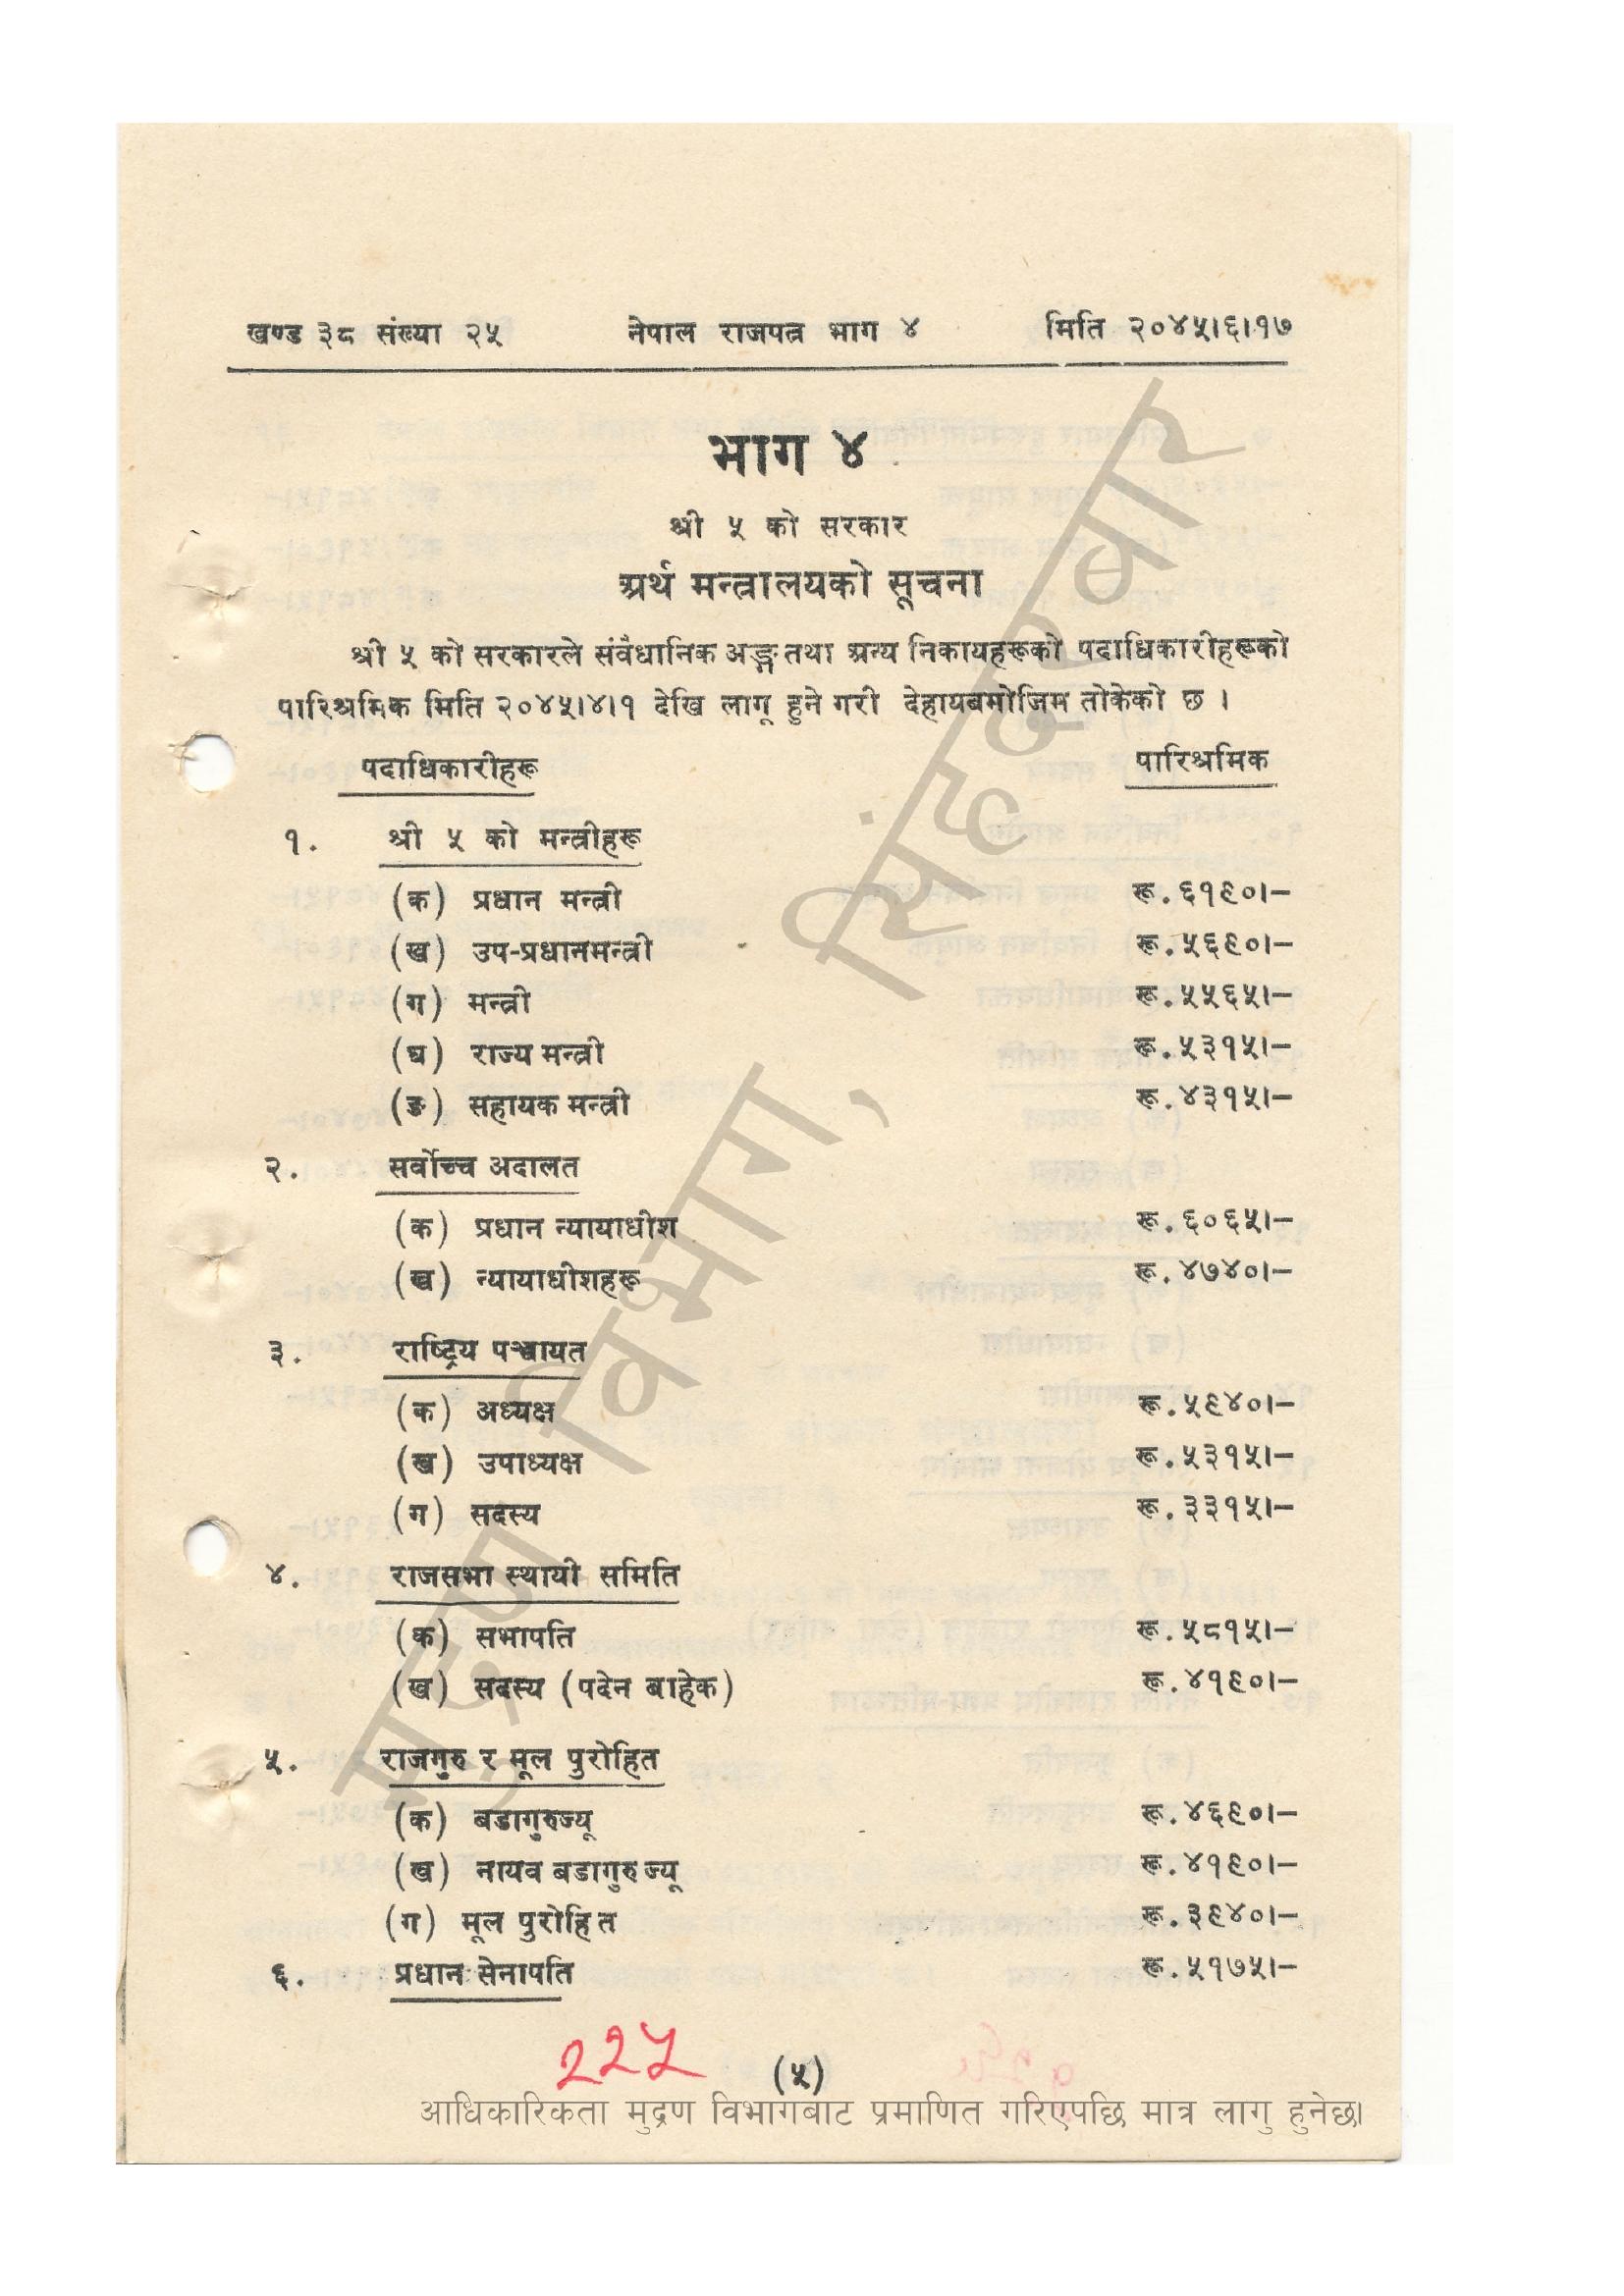 खण्ड ३८ संख्या २५ नेपाल राजपत्र भाग ४ मिति २०४५।६।१७
भाग ४
श्री ५ को सरकार
अर्थ मन्त्रालयको सूचना
श्री ५ को सरकारले संवैधानिक अङ्ग तथा अन्य निकायहरूको पदाधिकारीहरूको
पारिश्रमिक मिति २०४५।४।१ देखि लागू हुने गरी देहायबमोजिम तोकेको छ ।
पदाधिकारीहरू पारिश्रमिक
१. श्री ५ को मन्त्रीहरू
(क) प्रधान मन्त्री रू. ६१९०।–
(ख) उप-प्रधानमन्त्री रू. ५६९०।–
(ग) मन्त्री रू. ५५६५।–
(घ) राज्य मन्त्री रू. ५३१५।–
(ङ) सहायक मन्त्री रू. ४३१५।–
२. सर्वोच्च अदालत
(क) प्रधान न्यायाधीश रू. ६०६५।–
(ख) न्यायाधीशहरू रू. ४७४०।–
३. राष्ट्रिय पञ्चायत
(क) अध्यक्ष रू. ५९४०।–
(ख) उपाध्यक्ष रू. ५३१५।–
(ग) सदस्य रू. ३३१५।–
४. राजसभा स्थायी समिति
(क) सभापति रू. ५८१५।–
(ख) सदस्य (पदेन बाहेक) रू. ४१९०।–
५. राजगुरु र मूल पुरोहित
(क) बडागुरुज्यू रू. ४६९०।–
(ख) नायव बडागुरुज्यू रू. ४१९०।–
(ग) मूल पुरोहित रू. ३९४०।–
६. प्रधान सेनापति रू. ५१७५।–
२२५
(५)
आधिकारिकता मुद्रण विभागबाट प्रमाणित गरिएपछि मात्र लागु हुनेछ।
मुद्रण विभाग, सिंहदरबार